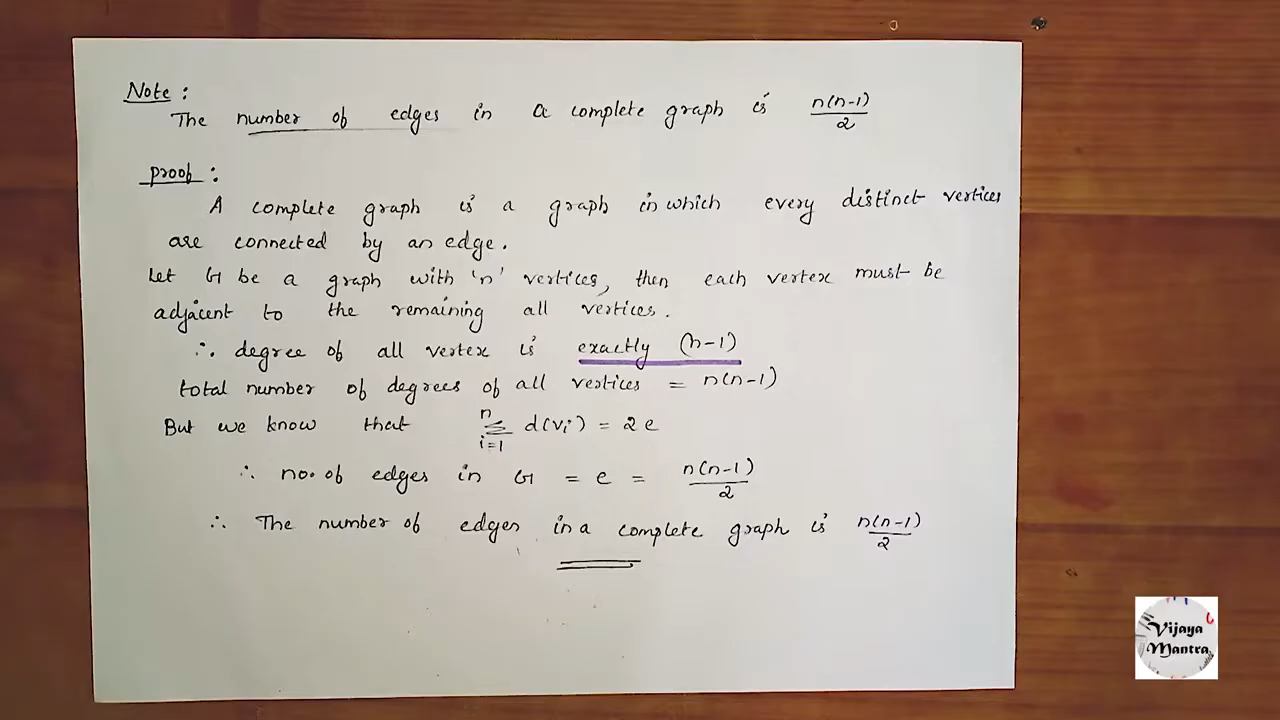 Note :
The number of edges in a complete graph is n(n-1)/2
proof :
A complete graph is a graph in which every distinct vertices
are connected by an edge.
Let G be a graph with 'n' vertices, then each vertex must be
adjacent to the remaining all vertices.
∴ degree of all vertex is exactly (n-1)
total number of degrees of all vertices = n(n-1)
But we know that n∑i=1 d(vi) = 2e
∴ no. of edges in G = e = n(n-1)/2
∴ The number of edges in a complete graph is n(n-1)/2
Vijaya
Mantra